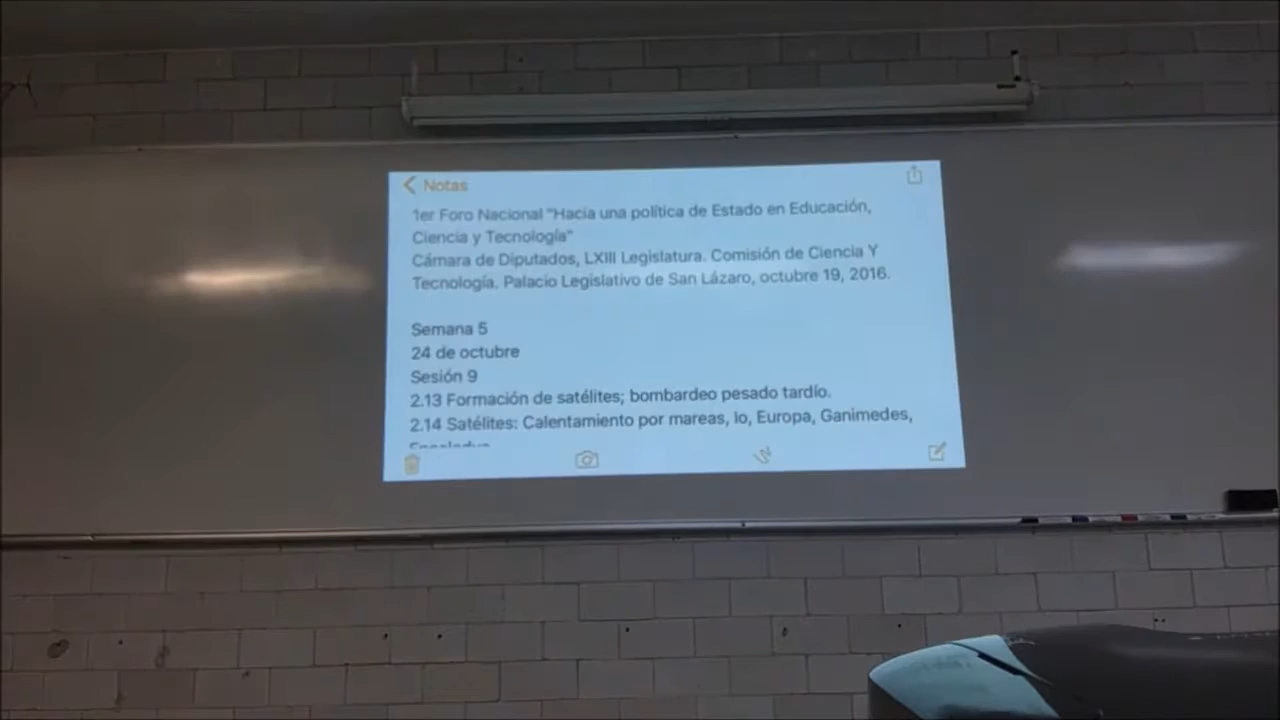 Notas
1er Foro Nacional "Hacia una política de Estado en Educación,
Ciencia y Tecnología"
Cámara de Diputados, LXIII Legislatura. Comisión de Ciencia Y
Tecnología. Palacio Legislativo de San Lázaro, octubre 19, 2016.
Semana 5
24 de octubre
Sesión 9
2.13 Formación de satélites; bombardeo pesado tardío.
2.14 Satélites: Calentamiento por mareas, Io, Europa, Ganimedes,